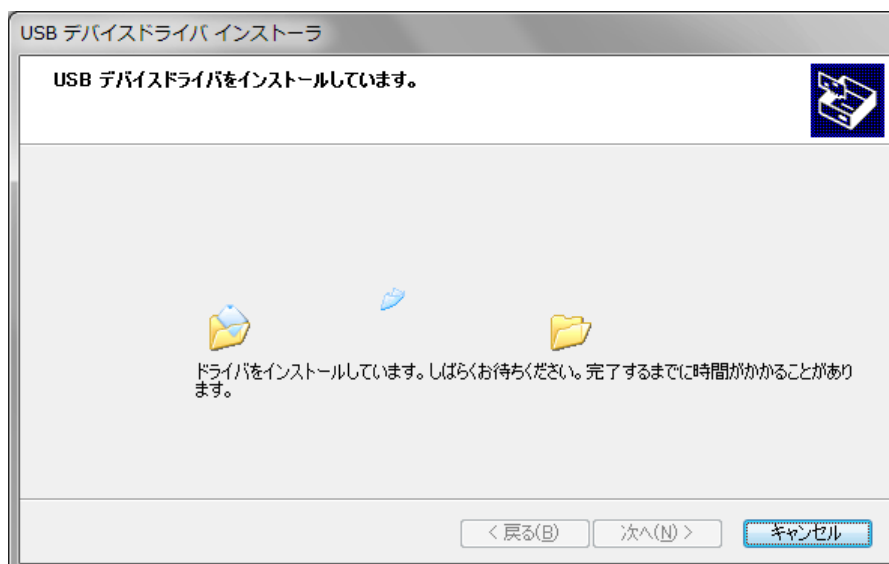 USB デバイスドライバ インストーラ
USB デバイスドライバをインストールしています。
ドライバをインストールしています。しばらくお待ちください。完了するまでに時間がかかることがあり
ます。
< 戻る(B)
次へ(N) >
キャンセル